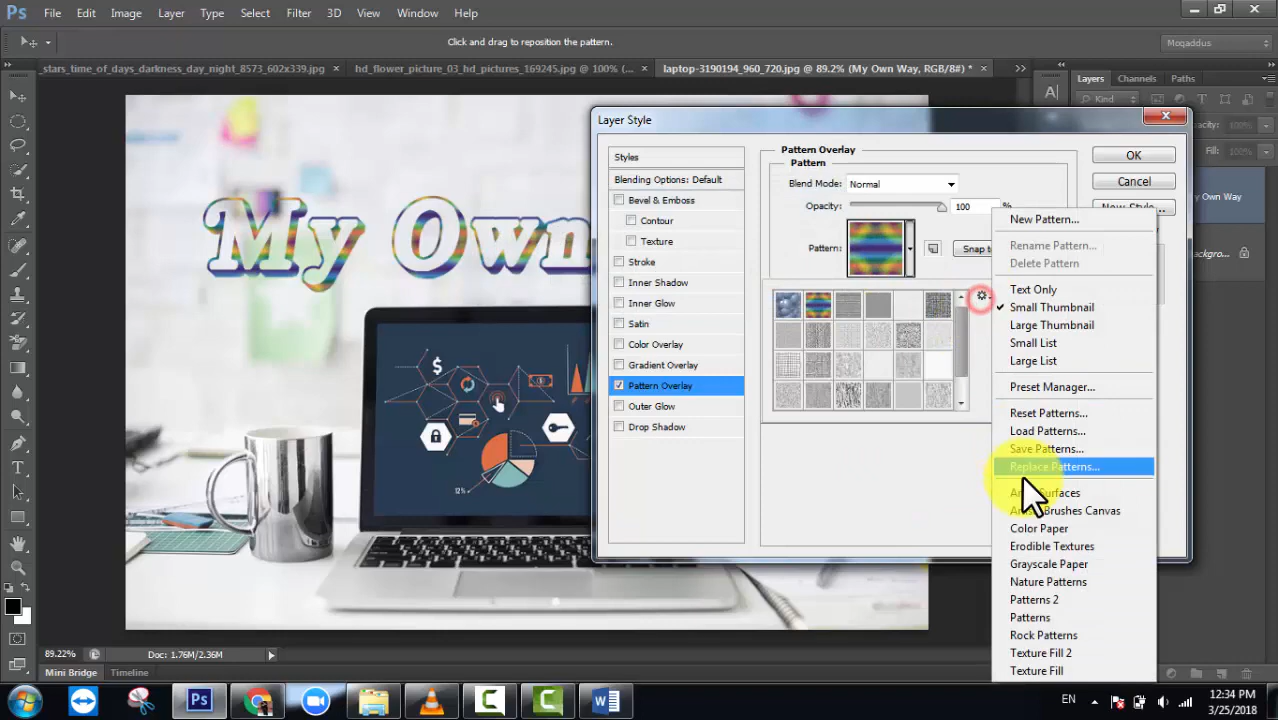 Ps File Edit Image Layer Type Select Filter 3D View Window Help
Click and drag to reposition the pattern.
Moqaddus
_stars_time_of_days_darkness_day_night_8573_602x339.jpg × hd_flower_picture_03_hd_pictures_169245.jpg @ 100% (... × laptop-3190194_960_720.jpg @ 89.2% (My Own Way, RGB/8#) * ×
Layers Channels Paths
Kind
Layer Style
Styles
Blending Options: Default
Bevel & Emboss
Contour
Texture
Stroke
Inner Shadow
Inner Glow
Satin
Color Overlay
Gradient Overlay
Pattern Overlay
Outer Glow
Drop Shadow
Pattern Overlay
Pattern
Blend Mode: Normal
Opacity: 100 %
Pattern: Snap to
OK
Cancel
New Style...
New Pattern...
Rename Pattern...
Delete Pattern
Text Only
Small Thumbnail
Large Thumbnail
Small List
Large List
Preset Manager...
Reset Patterns...
Load Patterns...
Save Patterns...
Replace Patterns...
Surfaces
Brushes Canvas
Color Paper
Erodible Textures
Grayscale Paper
Nature Patterns
Patterns 2
Patterns
Rock Patterns
Texture Fill 2
Texture Fill
Opacity: 100%
Fill: 100%
My Own Way
My Own
$
12%
89.22% Doc: 1.76M/2.36M
Mini Bridge Timeline
EN
12:34 PM
3/25/2018